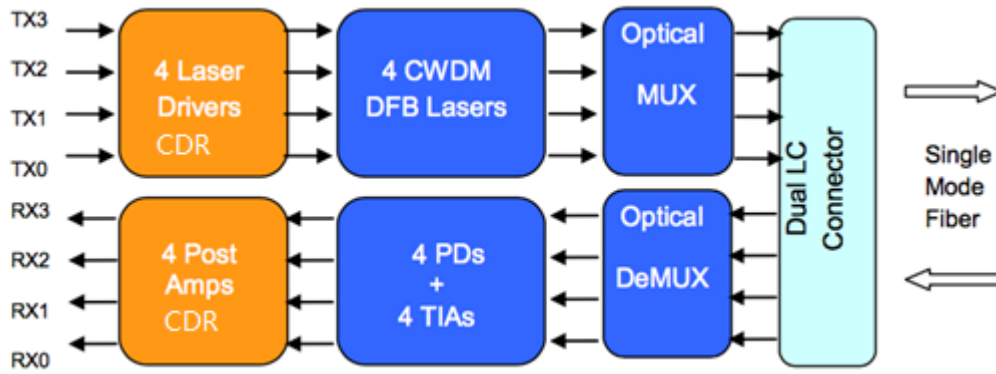 TX3
TX2
TX1
TX0
4 Laser
Drivers
CDR
4 CWDM
DFB Lasers
Optical
MUX
RX3
RX2
RX1
RX0
4 Post
Amps
CDR
4 PDs
+
4 TIAs
Optical
DeMUX
Dual LC
Connector
Single
Mode
Fiber